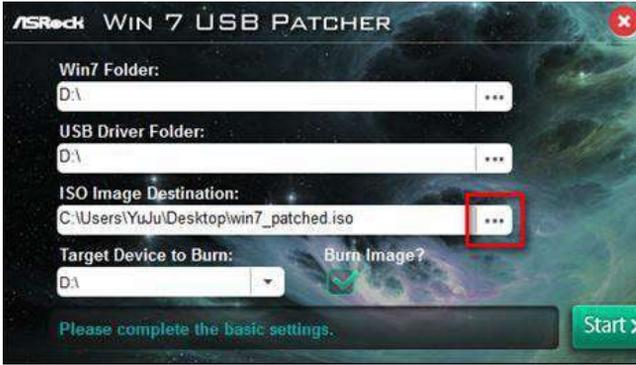 ASRock WIN 7 USB PATCHER
Win7 Folder:
D:\
USB Driver Folder:
D:\
ISO Image Destination:
C:\Users\YuJu\Desktop\win7_patched.iso
Target Device to Burn: Burn Image?
D:\
Please complete the basic settings.
Start